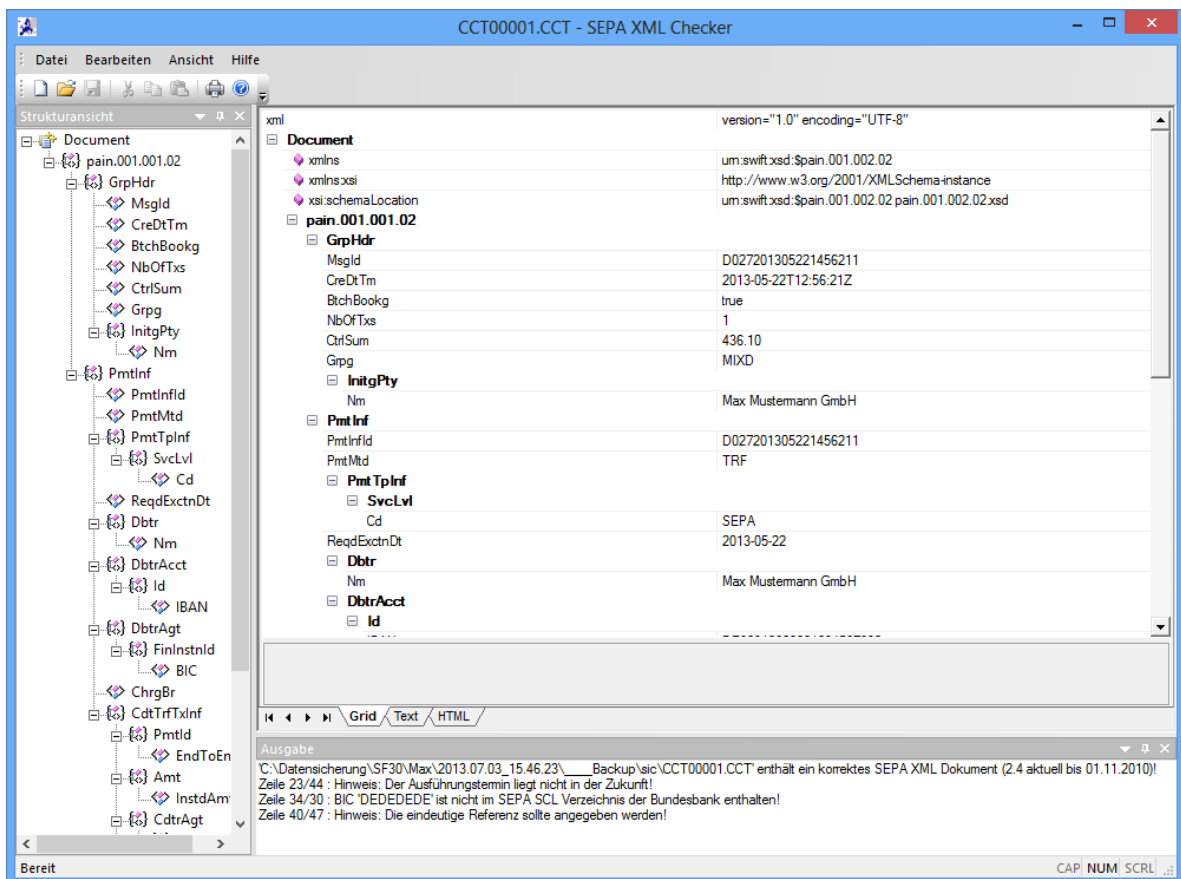 CCT00001.CCT - SEPA XML Checker
Datei Bearbeiten Ansicht Hilfe
Strukturansicht
Document
pain.001.001.02
GrpHdr
MsgId
CreDtTm
BtchBookg
NbOfTxs
CtrlSum
Grpg
InitgPty
Nm
PmtInf
PmtInfId
PmtMtd
PmtTpInf
SvcLvl
Cd
ReqdExctnDt
Dbtr
Nm
DbtrAcct
Id
IBAN
DbtrAgt
FinInstnId
BIC
ChrgBr
CdtTrfTxInf
PmtId
EndToEn
Amt
InstdAm
CdtrAgt
xml version="1.0" encoding="UTF-8"
Document
xmlns urn:swift:xsd:$pain.001.002.02
xmlns:xsi http://www.w3.org/2001/XMLSchema-instance
xsi:schemaLocation urn:swift:xsd:$pain.001.002.02 pain.001.002.02.xsd
pain.001.001.02
GrpHdr
MsgId D027201305221456211
CreDtTm 2013-05-22T12:56:21Z
BtchBookg true
NbOfTxs 1
CtrlSum 436.10
Grpg MIXD
InitgPty
Nm Max Mustermann GmbH
PmtInf
PmtInfId D027201305221456211
PmtMtd TRF
PmtTpInf
SvcLvl
Cd SEPA
ReqdExctnDt 2013-05-22
Dbtr
Nm Max Mustermann GmbH
DbtrAcct
Id
Grid Text HTML
Ausgabe
'C:\Datensicherung\SF30\Max\2013.07.03_15.46.23\____Backup\sic\CCT00001.CCT' enthält ein korrektes SEPA XML Dokument (2.4 aktuell bis 01.11.2010)!
Zeile 23/44 : Hinweis: Der Ausführungstermin liegt nicht in der Zukunft!
Zeile 34/30 : BIC 'DEDEDEDE' ist nicht im SEPA SCL Verzeichnis der Bundesbank enthalten!
Zeile 40/47 : Hinweis: Die eindeutige Referenz sollte angegeben werden!
Bereit CAP NUM SCRL